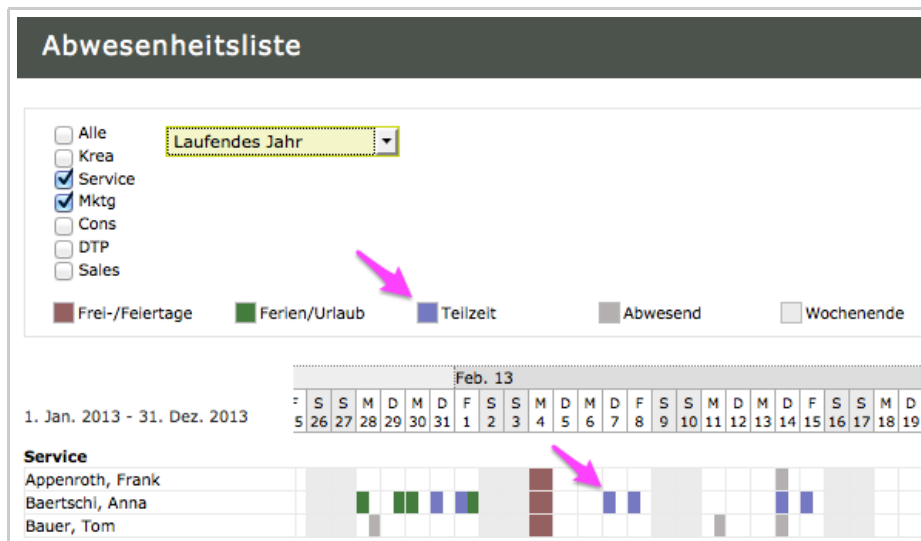 Abwesenheitsliste
Alle
Laufendes Jahr
Krea
Service
Mktg
Cons
DTP
Sales
Frei-/Feiertage Ferien/Urlaub Teilzeit Abwesend Wochenende
Feb. 13
F S S M D M D F S S M D M D F S S M D M D F S S M D
1. Jan. 2013 - 31. Dez. 2013
5 26 27 28 29 30 31 1 2 3 4 5 6 7 8 9 10 11 12 13 14 15 16 17 18 19
Service
Appenroth, Frank
Baertschi, Anna
Bauer, Tom